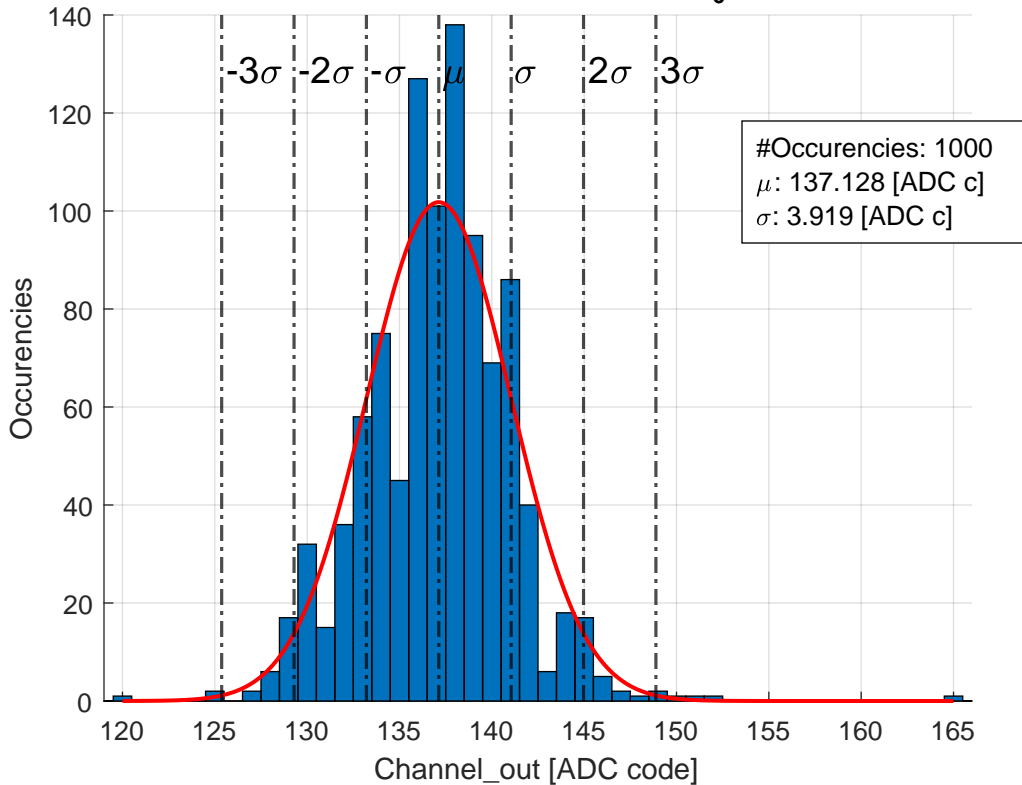 140
120
100
80
60
40
20
0
Occurencies
-3σ -2σ -σ μ σ 2σ 3σ
#Occurencies: 1000
μ: 137.128 [ADC c]
σ: 3.919 [ADC c]
120 125 130 135 140 145 150 155 160 165
Channel_out [ADC code]